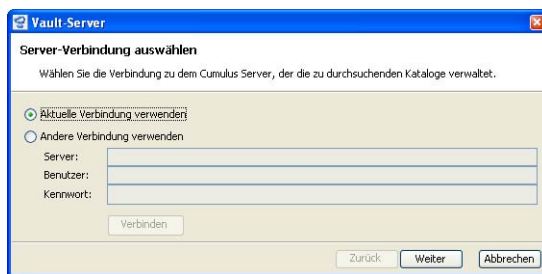 Vault-Server
Server-Verbindung auswählen
Wählen Sie die Verbindung zu dem Cumulus Server, der die zu durchsuchenden Kataloge verwaltet.
Aktuelle Verbindung verwenden
Andere Verbindung verwenden
Server:
Benutzer:
Kennwort:
Verbinden
Zurück Weiter Abbrechen